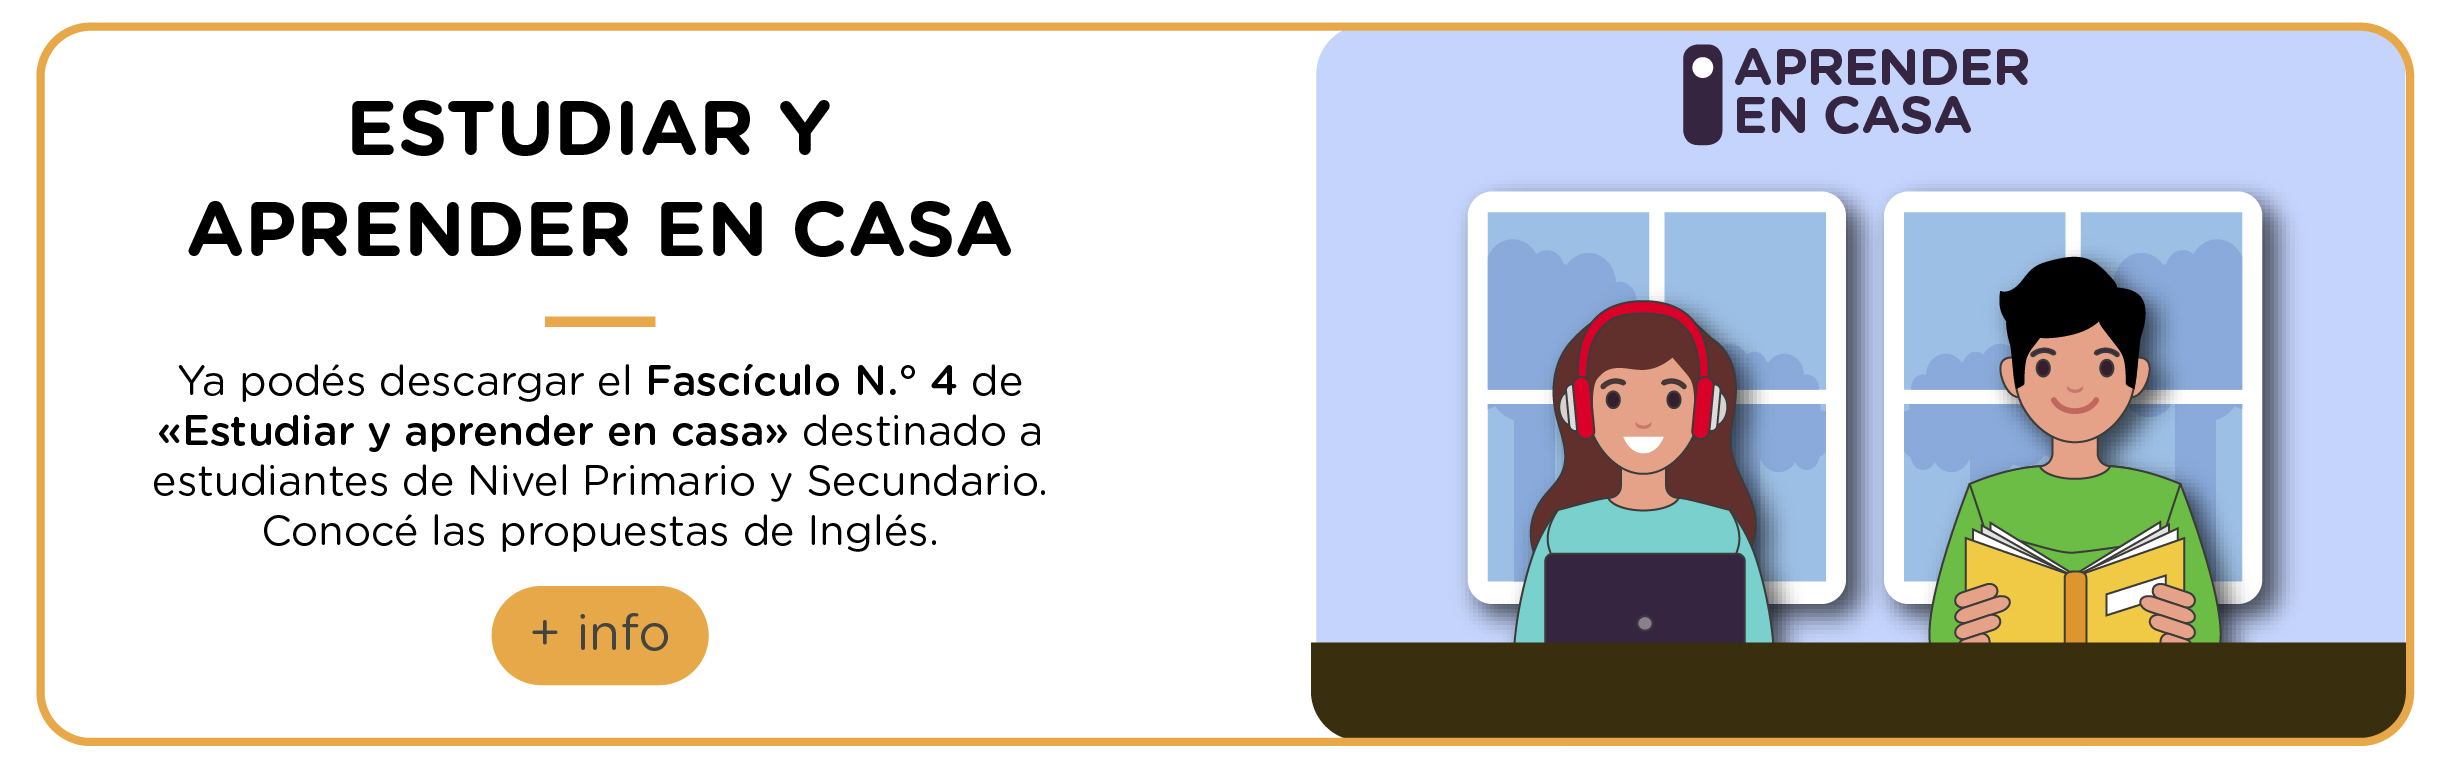 ESTUDIAR Y
APRENDER EN CASA
Ya podés descargar el Fascículo N.° 4 de
«Estudiar y aprender en casa» destinado a
estudiantes de Nivel Primario y Secundario.
Conocé las propuestas de Inglés.
+ info
APRENDER
EN CASA